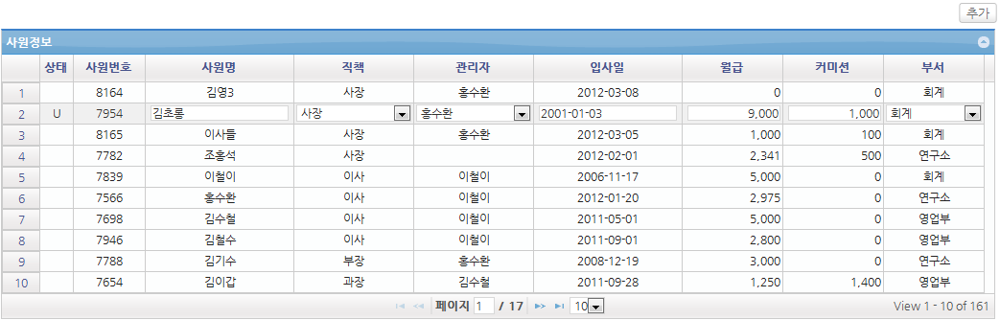 추가
사원정보
상태 사원번호 사원명 직책 관리자 입사일 월급 커미션 부서
1 8164 김영3 사장 홍수환 2012-03-08 0 0 회계
2 U 7954 김초롱 사장 홍수환 2001-01-03 9,000 1,000 회계
3 8165 이사들 사장 홍수환 2012-03-05 1,000 100 회계
4 7782 조홍석 사장 2012-02-01 2,341 500 연구소
5 7839 이철이 이사 이철이 2006-11-17 5,000 0 회계
6 7566 홍수환 이사 이철이 2012-01-20 2,975 0 연구소
7 7698 김수철 이사 이철이 2011-05-01 5,000 0 영업부
8 7946 김철수 이사 이철이 2011-09-01 2,800 0 영업부
9 7788 김기수 부장 홍수환 2008-12-19 3,000 0 연구소
10 7654 김이갑 과장 김수철 2011-09-28 1,250 1,400 영업부
페이지 1 / 17 10 View 1 - 10 of 161